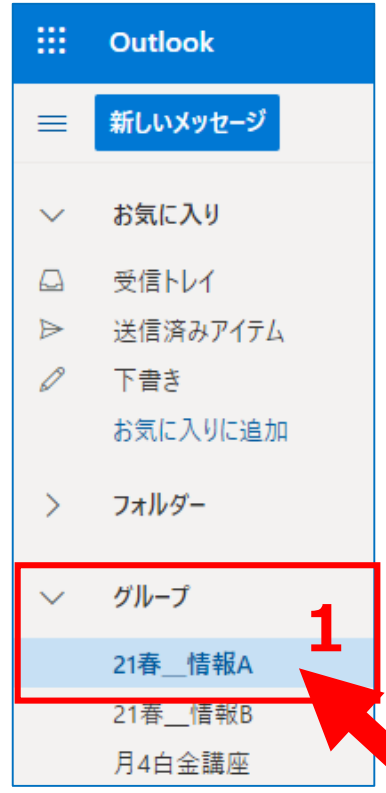 Outlook
新しいメッセージ
お気に入り
受信トレイ
送信済みアイテム
下書き
お気に入りに追加
フォルダー
グループ
1
21春__情報A
21春__情報B
月4白金講座